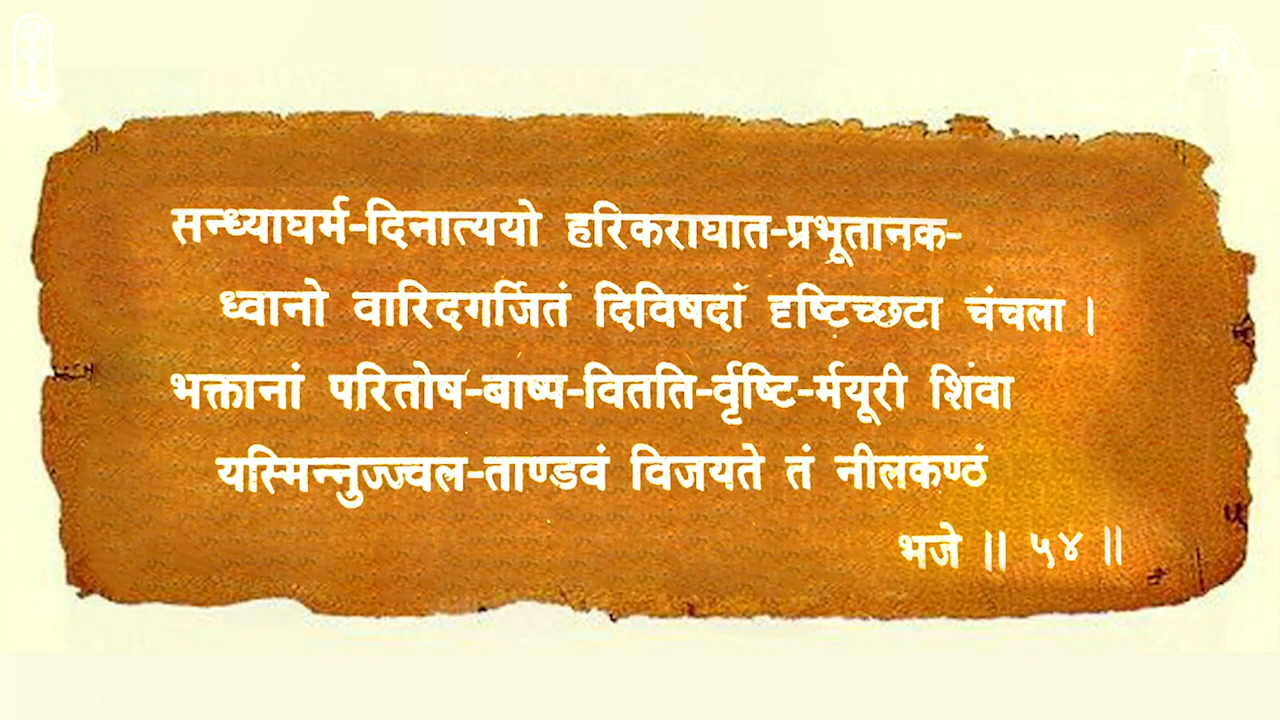 सन्ध्याघर्म-दिनात्ययो हरिकराघात-प्रभूतानक-
ध्वानो वारिदगर्जितं दिविषदां दृष्टिच्छटा चंचला ।
भक्तानां परितोष-बाष्प-वितति-र्वृष्टि-र्मयूरी शिवा
यस्मिन्नुज्ज्वल-ताण्डवं विजयते तं नीलकण्ठं
भजे ॥ ५४ ॥